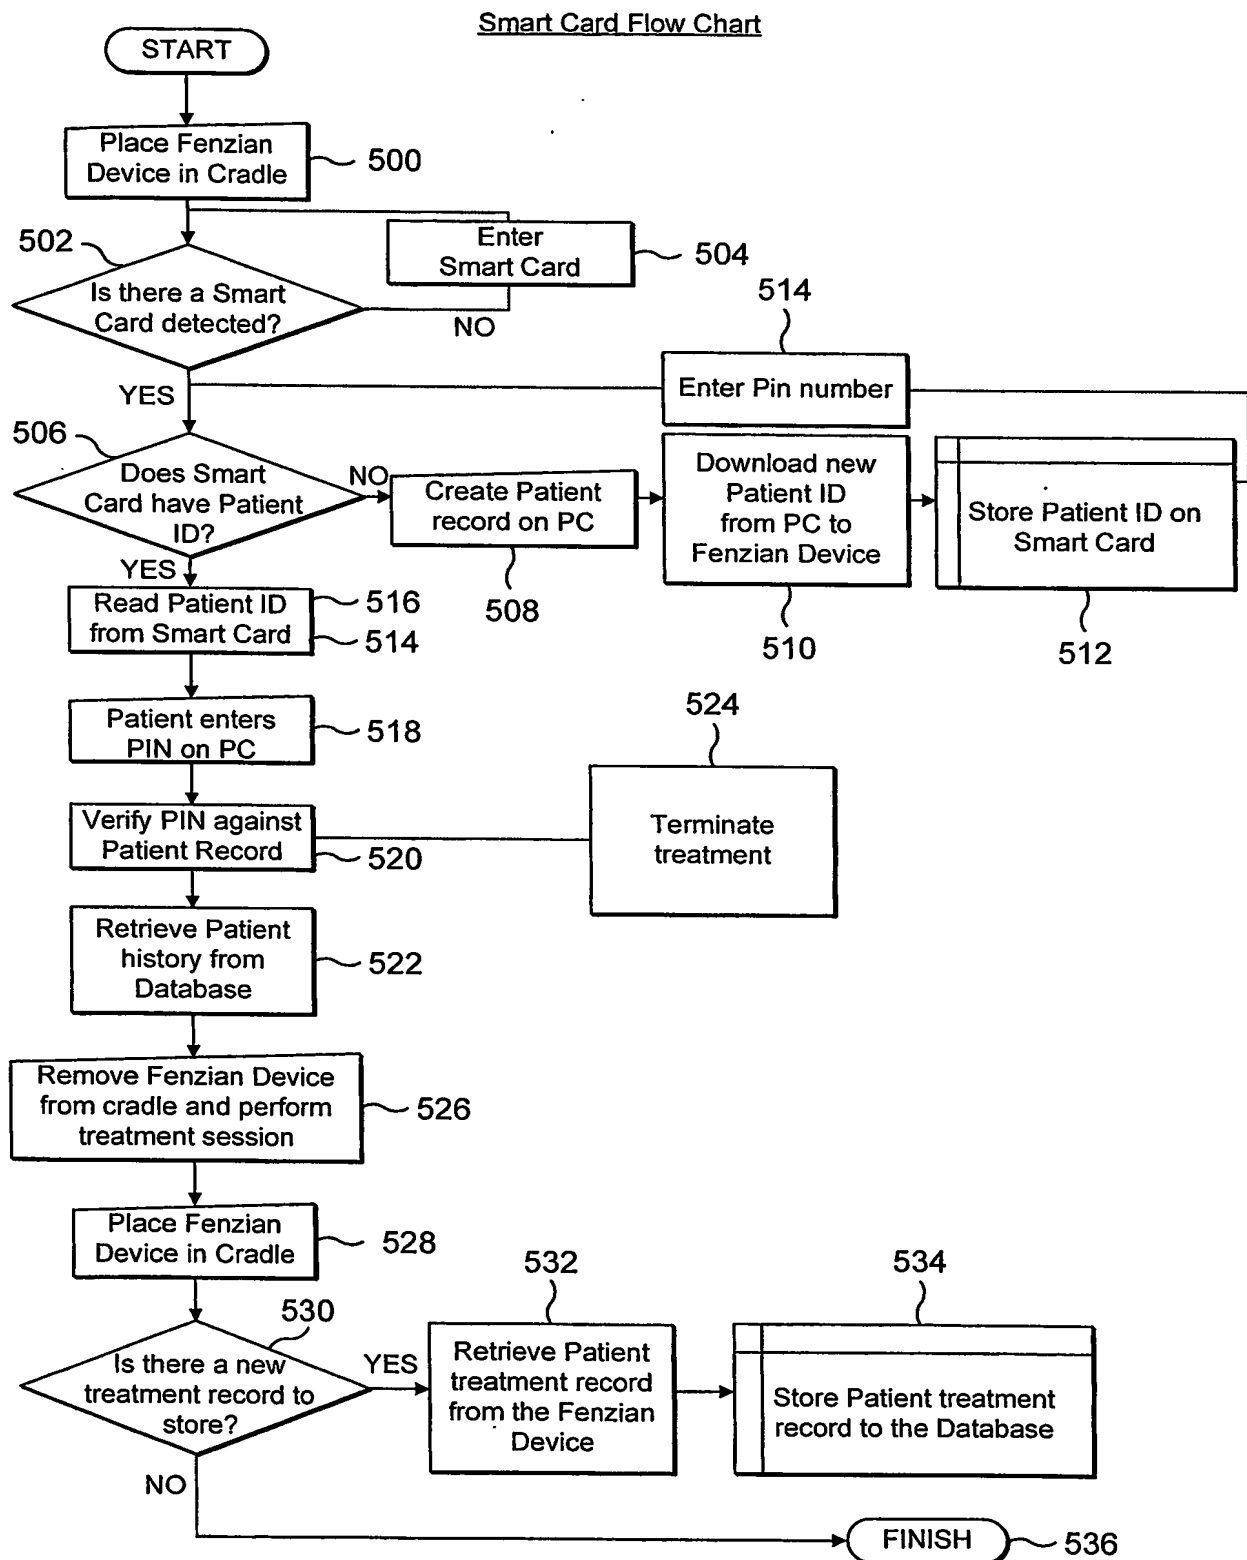 Smart Card Flow Chart
START
Place Fenzian
Device in Cradle
500
502
Enter
Smart Card
504
Is there a Smart
Card detected?
NO
514
YES
Enter Pin number
506
Does Smart
Card have Patient
ID?
NO
Create Patient
record on PC
508
Download new
Patient ID
from PC to
Fenzian Device
510
Store Patient ID on
Smart Card
512
YES
Read Patient ID
from Smart Card
516
514
Patient enters
PIN on PC
518
524
Verify PIN against
Patient Record
520
Terminate
treatment
Retrieve Patient
history from
Database
522
Remove Fenzian Device
from cradle and perform
treatment session
526
Place Fenzian
Device in Cradle
528
530
Is there a new
treatment record to
store?
YES
532
Retrieve Patient
treatment record
from the Fenzian
Device
534
Store Patient treatment
record to the Database
NO
FINISH
536